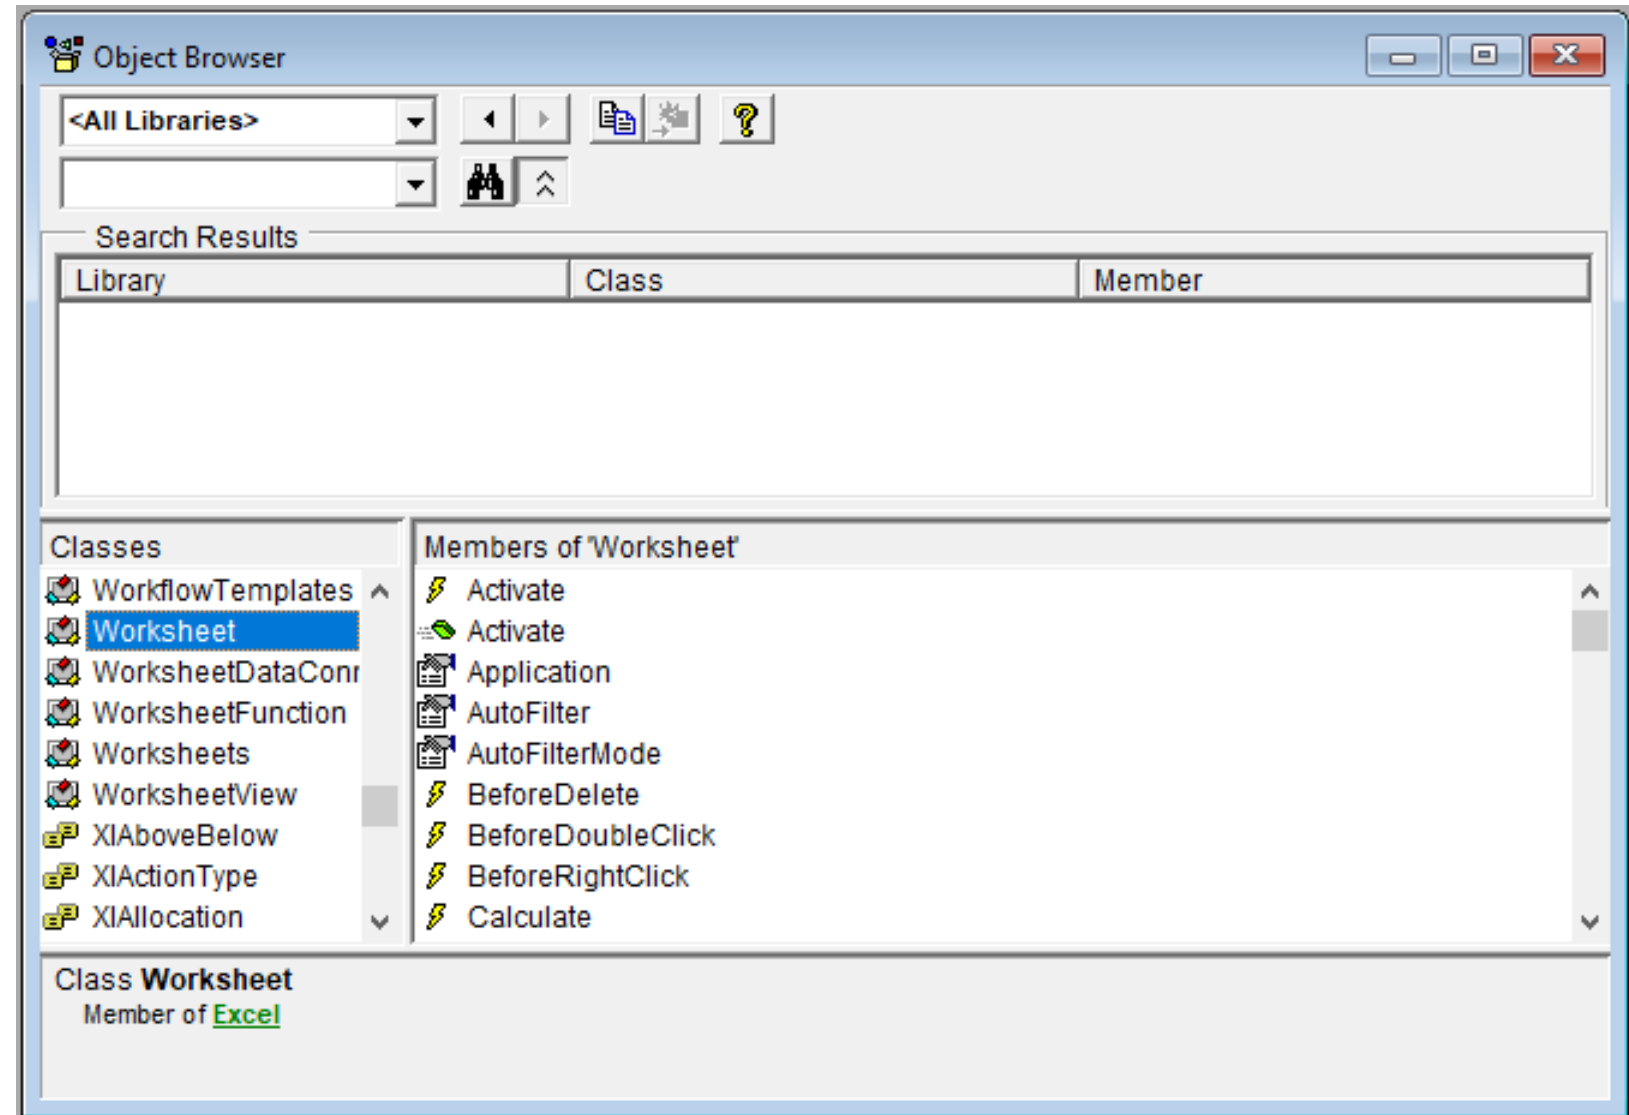 Object Browser
<All Libraries>
Search Results
Library Class Member
Classes
WorkflowTemplates
Worksheet
WorksheetDataConr
WorksheetFunction
Worksheets
WorksheetView
XlAboveBelow
XlActionType
XlAllocation
Members of 'Worksheet'
Activate
Activate
Application
AutoFilter
AutoFilterMode
BeforeDelete
BeforeDoubleClick
BeforeRightClick
Calculate
Class Worksheet
Member of Excel